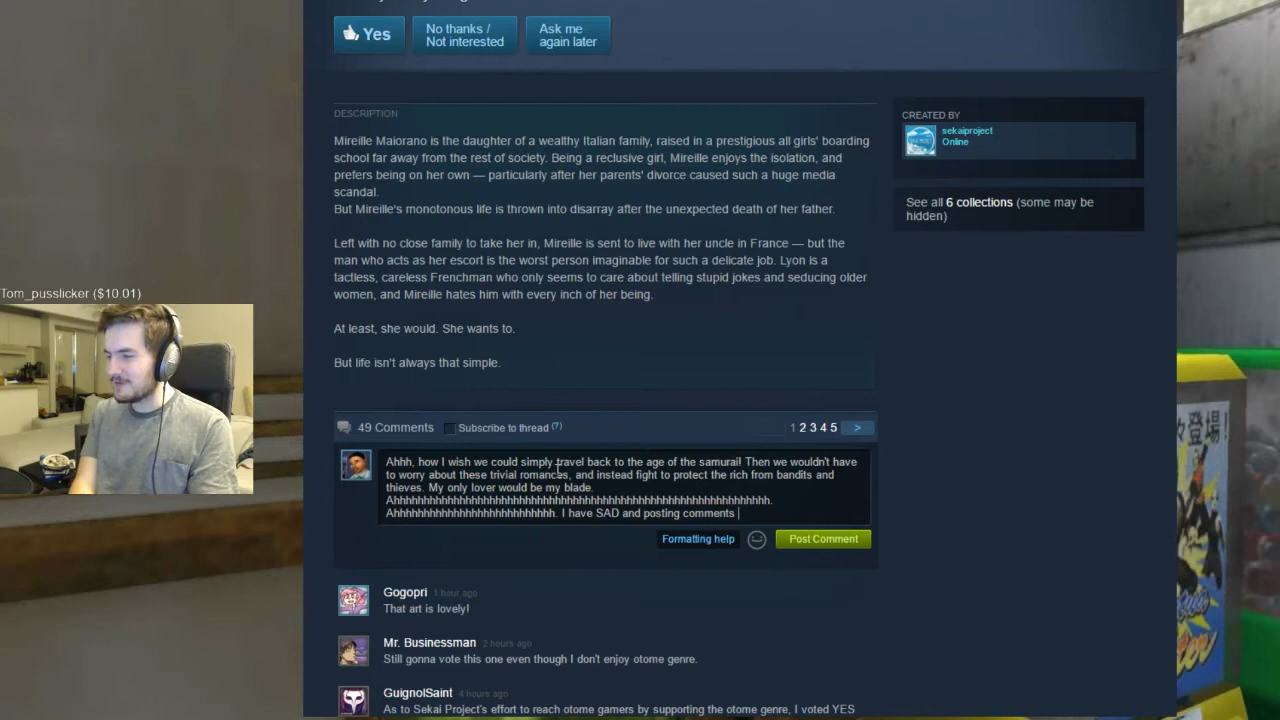 Yes
No thanks /
Not interested
Ask me
again later
DESCRIPTION
Mireille Maiorano is the daughter of a wealthy Italian family, raised in a prestigious all girls' boarding
school far away from the rest of society. Being a reclusive girl, Mireille enjoys the isolation, and
prefers being on her own — particularly after her parents' divorce caused such a huge media
scandal.
But Mireille's monotonous life is thrown into disarray after the unexpected death of her father.
Left with no close family to take her in, Mireille is sent to live with her uncle in France — but the
man who acts as her escort is the worst person imaginable for such a delicate job. Lyon is a
tactless, careless Frenchman who only seems to care about telling stupid jokes and seducing older
women, and Mireille hates him with every inch of her being.
At least, she would. She wants to.
But life isn't always that simple.
CREATED BY
sekaiproject
Online
See all 6 collections (some may be
hidden)
Tom_pusslicker ($10.01)
49 Comments Subscribe to thread (?) 1 2 3 4 5 >
Ahhh, how I wish we could simply travel back to the age of the samurai! Then we wouldn't have
to worry about these trivial romances, and instead fight to protect the rich from bandits and
thieves. My only lover would be my blade.
Ahhhhhhhhhhhhhhhhhhhhhhhhhhhhhhhhhhhhhhhhhhhhhhhhhhhhhhhhhhhhh.
Ahhhhhhhhhhhhhhhhhhhhhhhhhhh. I have SAD and posting comments
Formatting help
Post Comment
Gogopri 1 hour ago
That art is lovely!
Mr. Businessman 2 hours ago
Still gonna vote this one even though I don't enjoy otome genre.
GuignolSaint 4 hours ago
As to Sekai Project's effort to reach otome gamers by supporting the otome genre, I voted YES
登場!